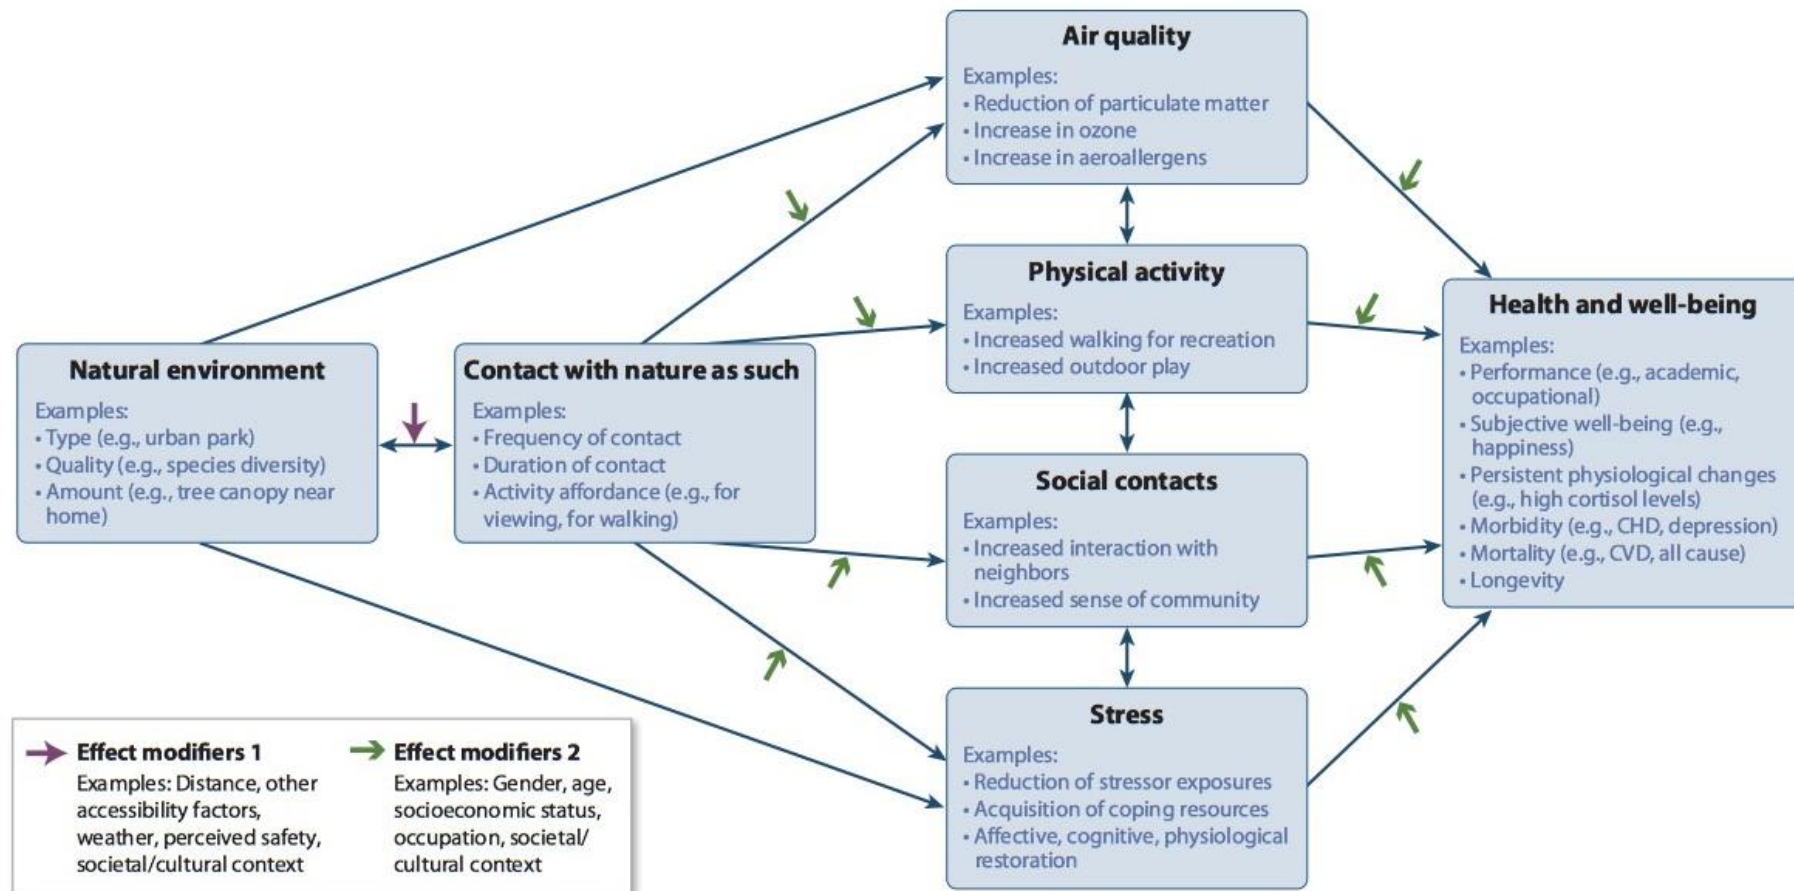 Air quality
Examples:
• Reduction of particulate matter
• Increase in ozone
• Increase in aeroallergens
Physical activity
Examples:
• Increased walking for recreation
• Increased outdoor play
Natural environment
Examples:
• Type (e.g., urban park)
• Quality (e.g., species diversity)
• Amount (e.g., tree canopy near
home)
Contact with nature as such
Examples:
• Frequency of contact
• Duration of contact
• Activity affordance (e.g., for
viewing, for walking)
Social contacts
Examples:
• Increased interaction with
neighbors
• Increased sense of community
Stress
Examples:
• Reduction of stressor exposures
• Acquisition of coping resources
• Affective, cognitive, physiological
restoration
Health and well-being
Examples:
• Performance (e.g., academic,
occupational)
• Subjective well-being (e.g.,
happiness)
• Persistent physiological changes
(e.g., high cortisol levels)
• Morbidity (e.g., CHD, depression)
• Mortality (e.g., CVD, all cause)
• Longevity
Effect modifiers 1
Examples: Distance, other
accessibility factors,
weather, perceived safety,
societal/cultural context
Effect modifiers 2
Examples: Gender, age,
socioeconomic status,
occupation, societal/
cultural context